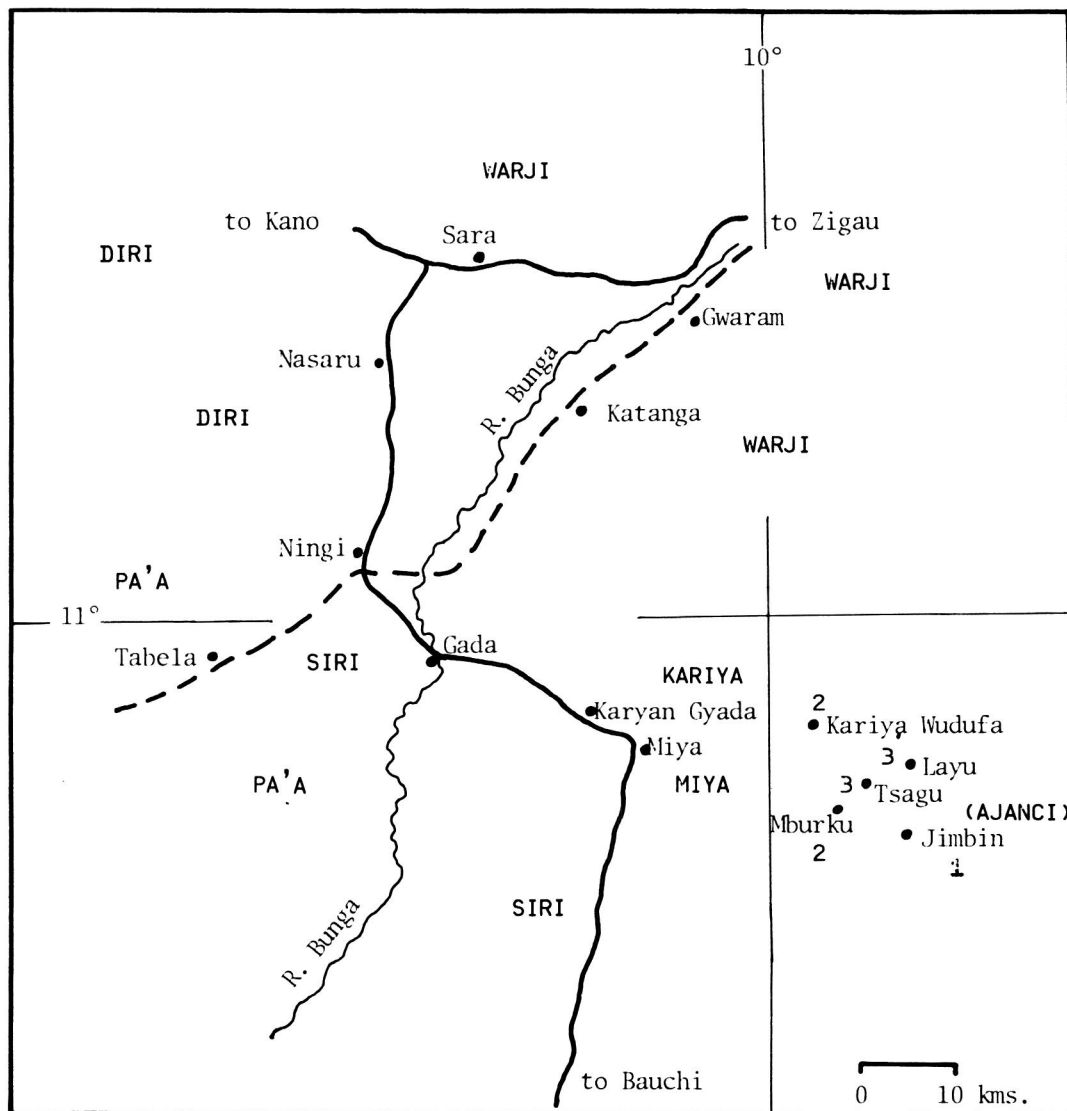 10°
WARJI
to Kano
to Zigau
Sara
DIRI
WARJI
Gwaram
Nasaru
R. Bunga
Katanga
DIRI
WARJI
Ningi
PA'A
11°
Gada
Tabela
SIRI
KARIYA
2
Karyan Gyada
Kariya Wudufa
Miya
3
Layu
PA'A
MIYA
3
Tsagu
(AJANCI)
Mburku
Jimbin
2
1
SIRI
R. Bunga
to Bauchi
0 10 kms.